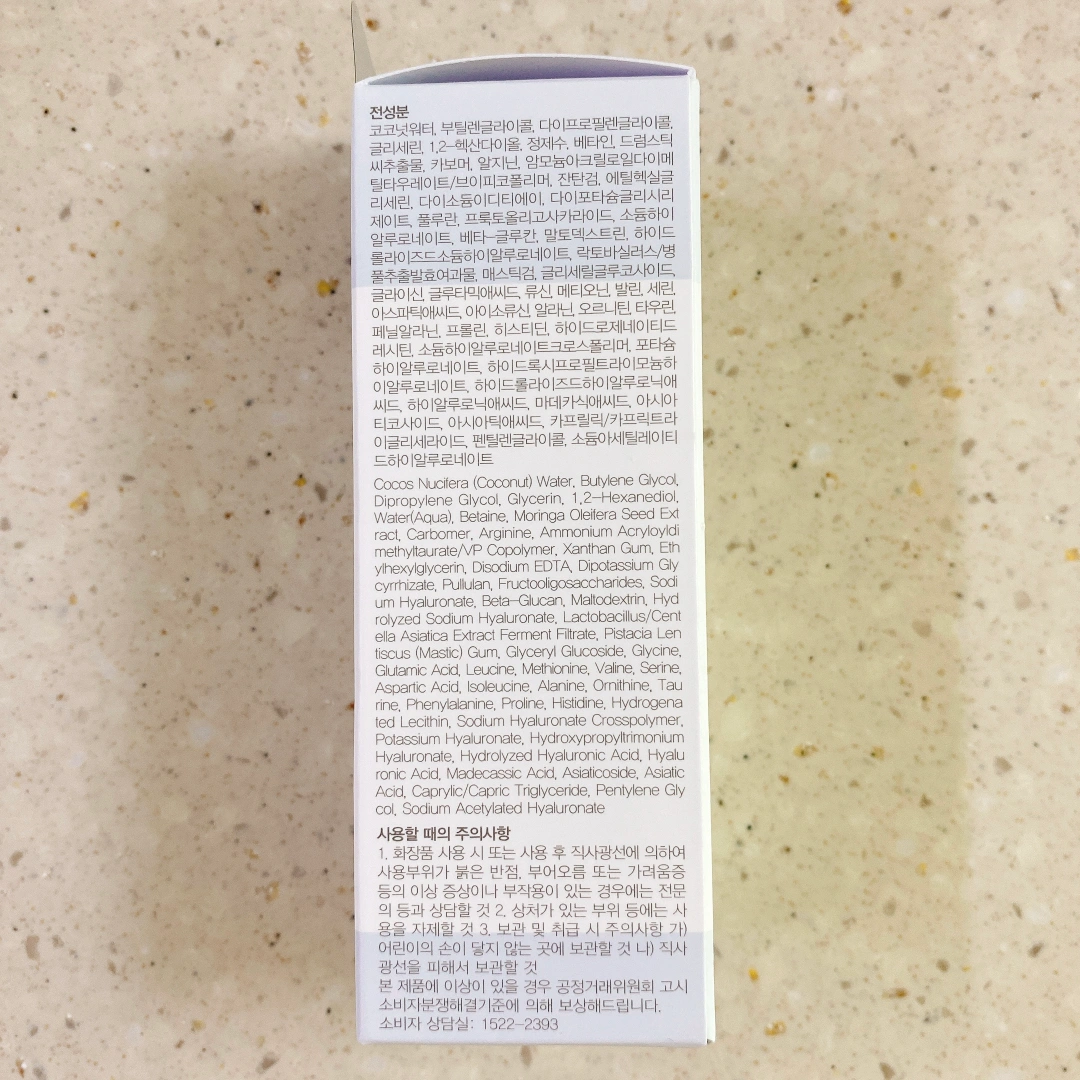 전성분
코코넛워터, 부틸렌글라이콜, 다이프로필렌글라이콜,
글리세린, 1,2-헥산다이올, 정제수, 베타인, 드럼스틱
씨추출물, 카보머, 알지닌, 암모늄아크릴로일다이메
틸타우레이트/브이피코폴리머, 잔탄검, 에틸헥실글
리세린, 다이소듐이디티에이, 다이포타슘글리시리
제이트, 풀루란, 프룩토올리고사카라이드, 소듐하이
알루로네이트, 베타-글루칸, 말토덱스트린, 하이드
롤라이즈드소듐하이알루로네이트, 락토바실러스/병
풀추출발효여과물, 매스틱검, 글리세릴글루코사이드,
글라이신, 글루타믹애씨드, 류신, 메티오닌, 발린, 세린,
아스파틱애씨드, 아이소류신, 알라닌, 오르니틴, 타우린,
페닐알라닌, 프롤린, 히스티딘, 하이드로제네이티드
레시틴, 소듐하이알루로네이트크로스폴리머, 포타슘
하이알루로네이트, 하이드록시프로필트라이모늄하
이알루로네이트, 하이드롤라이즈드하이알루로닉애
씨드, 하이알루로닉애씨드, 마데카식애씨드, 아시아
티코사이드, 아시아틱애씨드, 카프릴릭/카프릭트라
이글리세라이드, 펜틸렌글라이콜, 소듐아세틸레이티
드하이알루로네이트
Cocos Nucifera (Coconut) Water, Butylene Glycol,
Dipropylene Glycol, Glycerin, 1,2-Hexanediol,
Water(Aqua), Betaine, Moringa Oleifera Seed Ext
ract, Carbomer, Arginine, Ammonium Acryloyldi
methyltaurate/VP Copolymer, Xanthan Gum, Eth
ylhexylglycerin, Disodium EDTA, Dipotassium Gly
cyrrhizate, Pullulan, Fructooligosaccharides, Sodi
um Hyaluronate, Beta-Glucan, Maltodextrin, Hyd
rolyzed Sodium Hyaluronate, Lactobacillus/Cent
ella Asiatica Extract Ferment Filtrate, Pistacia Len
tiscus (Mastic) Gum, Glyceryl Glucoside, Glycine,
Glutamic Acid, Leucine, Methionine, Valine, Serine,
Aspartic Acid, Isoleucine, Alanine, Ornithine, Tau
rine, Phenylalanine, Proline, Histidine, Hydrogena
ted Lecithin, Sodium Hyaluronate Crosspolymer,
Potassium Hyaluronate, Hydroxypropyltrimonium
Hyaluronate, Hydrolyzed Hyaluronic Acid, Hyalu
ronic Acid, Madecassic Acid, Asiaticoside, Asiatic
Acid, Caprylic/Capric Triglyceride, Pentylene Gly
col, Sodium Acetylated Hyaluronate
사용할 때의 주의사항
1. 화장품 사용 시 또는 사용 후 직사광선에 의하여
사용부위가 붉은 반점, 부어오름 또는 가려움증
등의 이상 증상이나 부작용이 있는 경우에는 전문
의 등과 상담할 것 2. 상처가 있는 부위 등에는 사
용을 자제할 것 3. 보관 및 취급 시 주의사항 가)
어린이의 손이 닿지 않는 곳에 보관할 것 나) 직사
광선을 피해서 보관할 것
본 제품에 이상이 있을 경우 공정거래위원회 고시
소비자분쟁해결기준에 의해 보상해드립니다.
소비자 상담실: 1522-2393